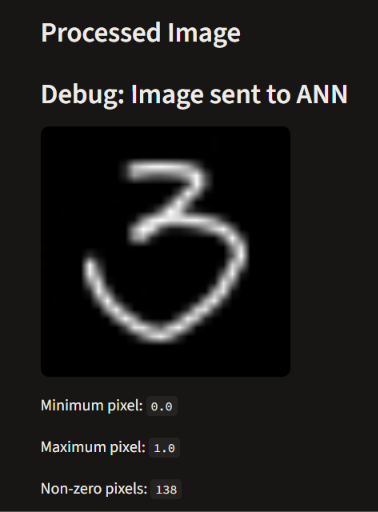 Processed Image
Debug: Image sent to ANN
3
Minimum pixel: 0.0
Maximum pixel: 1.0
Non-zero pixels: 138